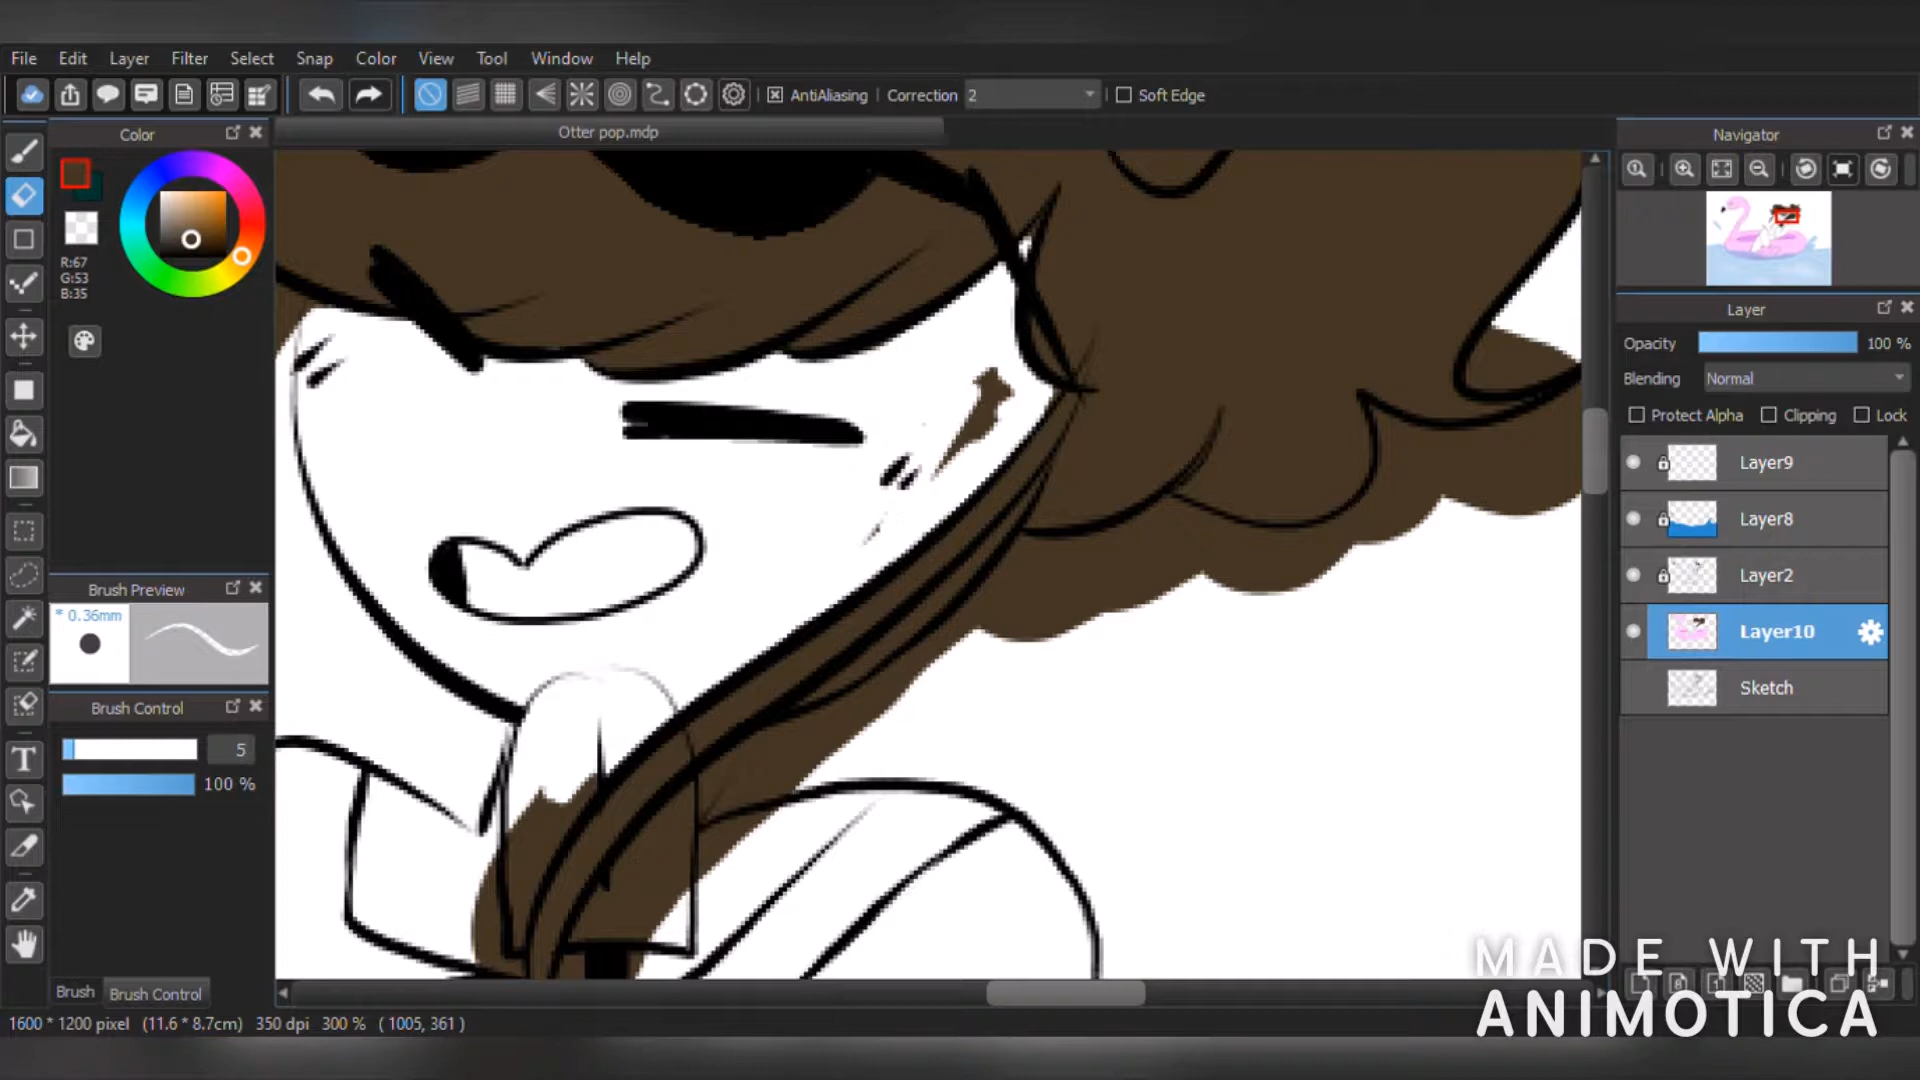 File Edit Layer Filter Select Snap Color View Tool Window Help
AntiAliasing Correction 2 Soft Edge
Color
Otter pop.mdp
Navigator
R:67
G:53
B:35
Layer
Opacity 100 %
Blending Normal
Protect Alpha Clipping Lock
Layer9
Layer8
Layer2
Layer10
Sketch
Brush Preview
* 0.36mm
Brush Control
5
100 %
T
Brush Brush Control
1600 * 1200 pixel (11.6 * 8.7cm) 350 dpi 300 % ( 1005, 361 )
MADE WITH
ANIMOTICA